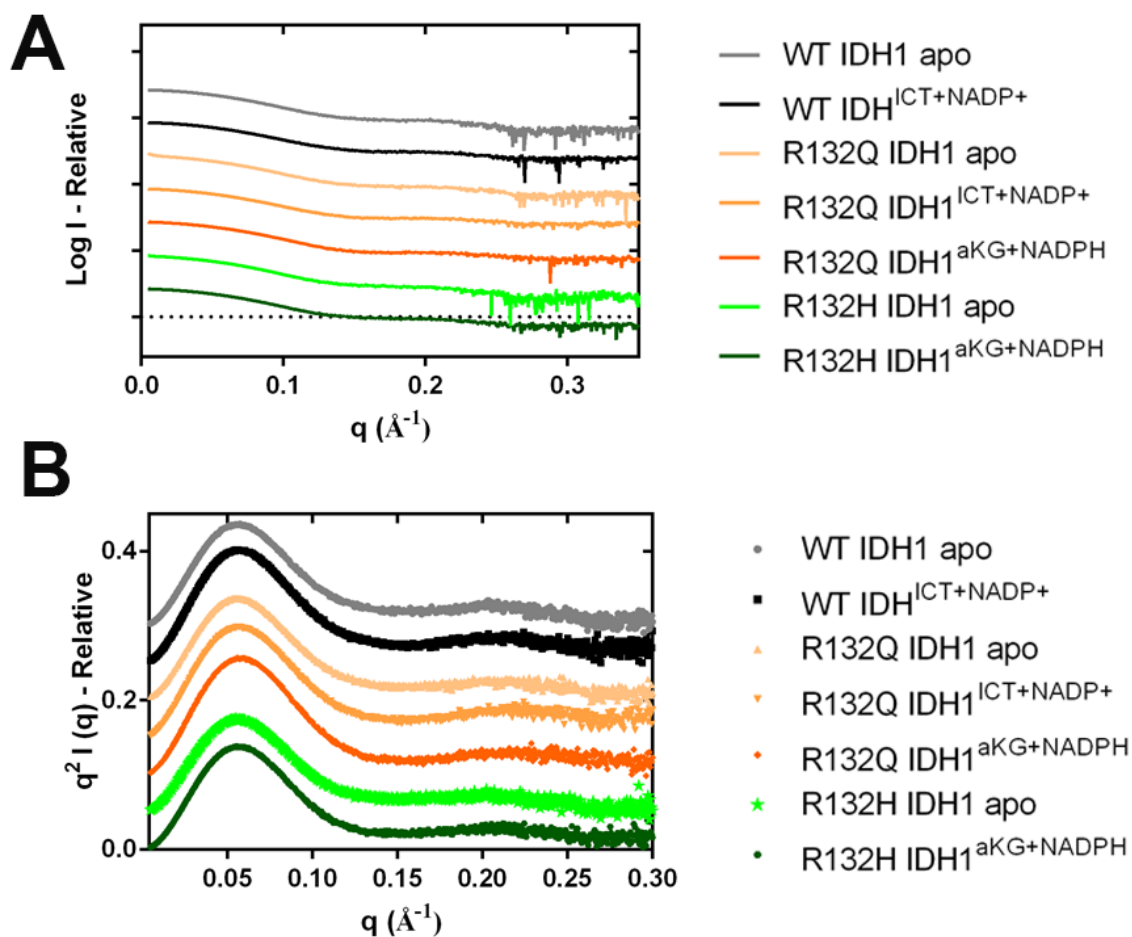 A
Log I - Relative
0.0 0.1 0.2 0.3
q (Å⁻¹)
WT IDH1 apo
WT IDH^ICT+NADP+
R132Q IDH1 apo
R132Q IDH1^ICT+NADP+
R132Q IDH1^aKG+NADPH
R132H IDH1 apo
R132H IDH1^aKG+NADPH
B
q² I (q) - Relative
0.4
0.2
0.0
0.05 0.10 0.15 0.20 0.25 0.30
q (Å⁻¹)
WT IDH1 apo
WT IDH^ICT+NADP+
R132Q IDH1 apo
R132Q IDH1^ICT+NADP+
R132Q IDH1^aKG+NADPH
R132H IDH1 apo
R132H IDH1^aKG+NADPH